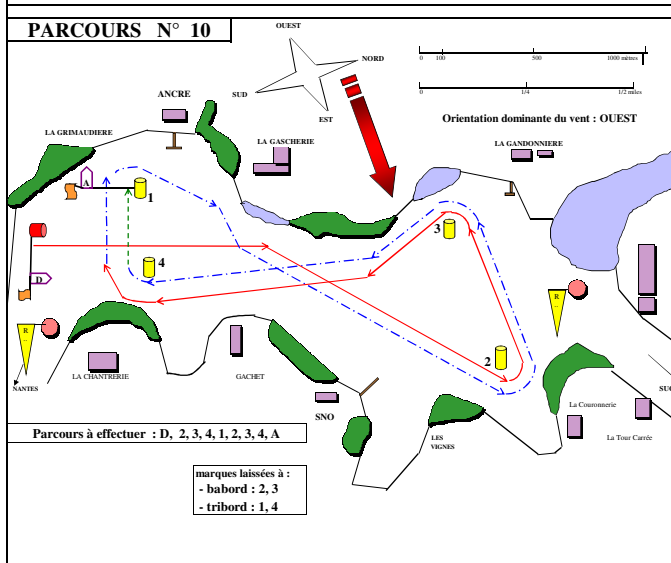 PARCOURS N° 10
OUEST
NORD
SUD
EST
0 100 500 1000 mètres
0 1/4 1/2 miles
Orientation dominante du vent : OUEST
ANCRE
LA GRIMAUDIERE
LA GASCHERIE
LA GANDONNIERE
A
1
3
4
D
2
R
R
NANTES
LA CHANTRERIE
GACHET
SNO
LES
VIGNES
La Couronnerie
La Tour Carrée
Parcours à effectuer : D, 2, 3, 4, 1, 2, 3, 4, A
marques laissées à :
- babord : 2, 3
- tribord : 1, 4